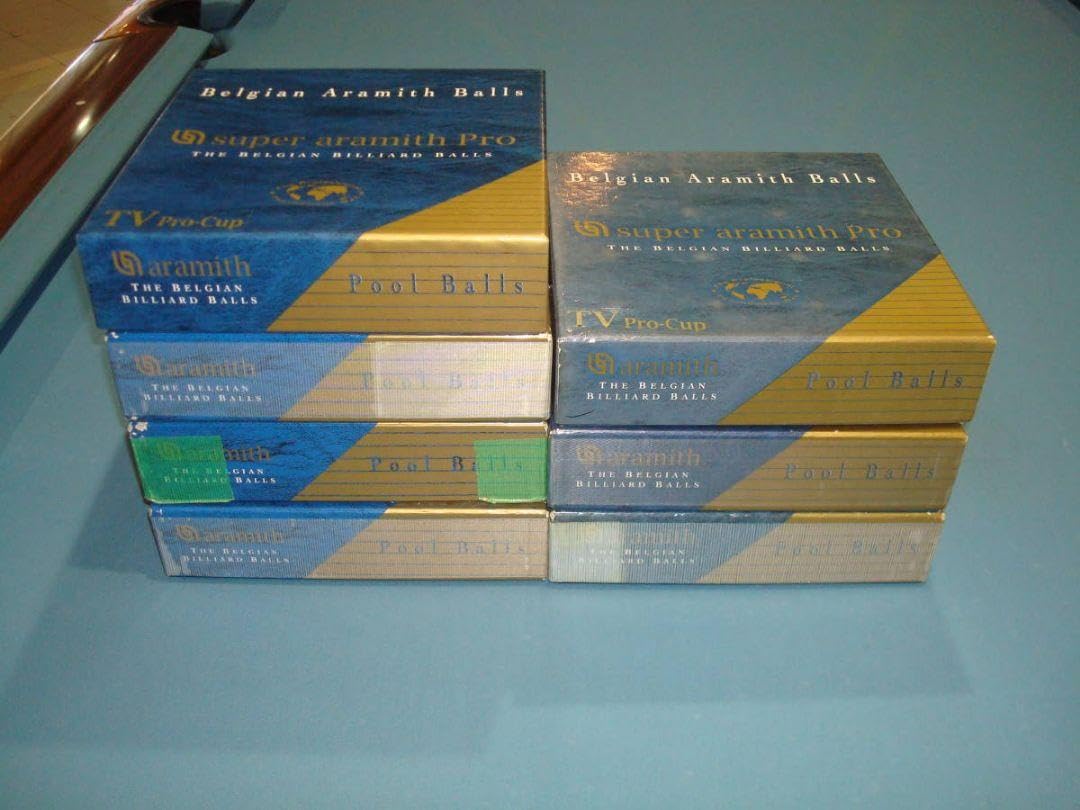 Belgian Aramith Balls
super aramith Pro
THE BELGIAN BILLIARD BALLS
TV Pro-Cup
aramith
THE BELGIAN
BILLIARD BALLS
Pool Balls
aramith
THE BELGIAN
BILLIARD BALLS
Pool Balls
aramith
THE BELGIAN
BALLS
Pool Balls
aramith
THE BELGIAN
BILLIARD BALLS
Pool Balls
Belgian Aramith Balls
super aramith Pro
THE BELGIAN BILLIARD BALLS
TV Pro-Cup
aramith
THE BELGIAN
BILLIARD BALLS
Pool Balls
aramith
THE BELGIAN
BILLIARD BALLS
Pool Balls
aramith
THE BELGIAN
BILLIARD BALLS
Pool Balls